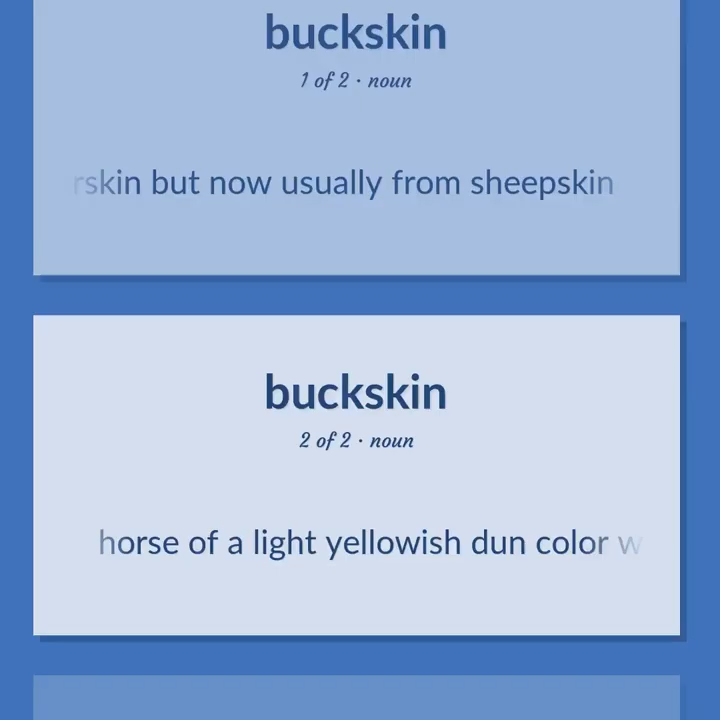 buckskin
1 of 2 · noun
rskin but now usually from sheepskin
buckskin
2 of 2 · noun
horse of a light yellowish dun color w